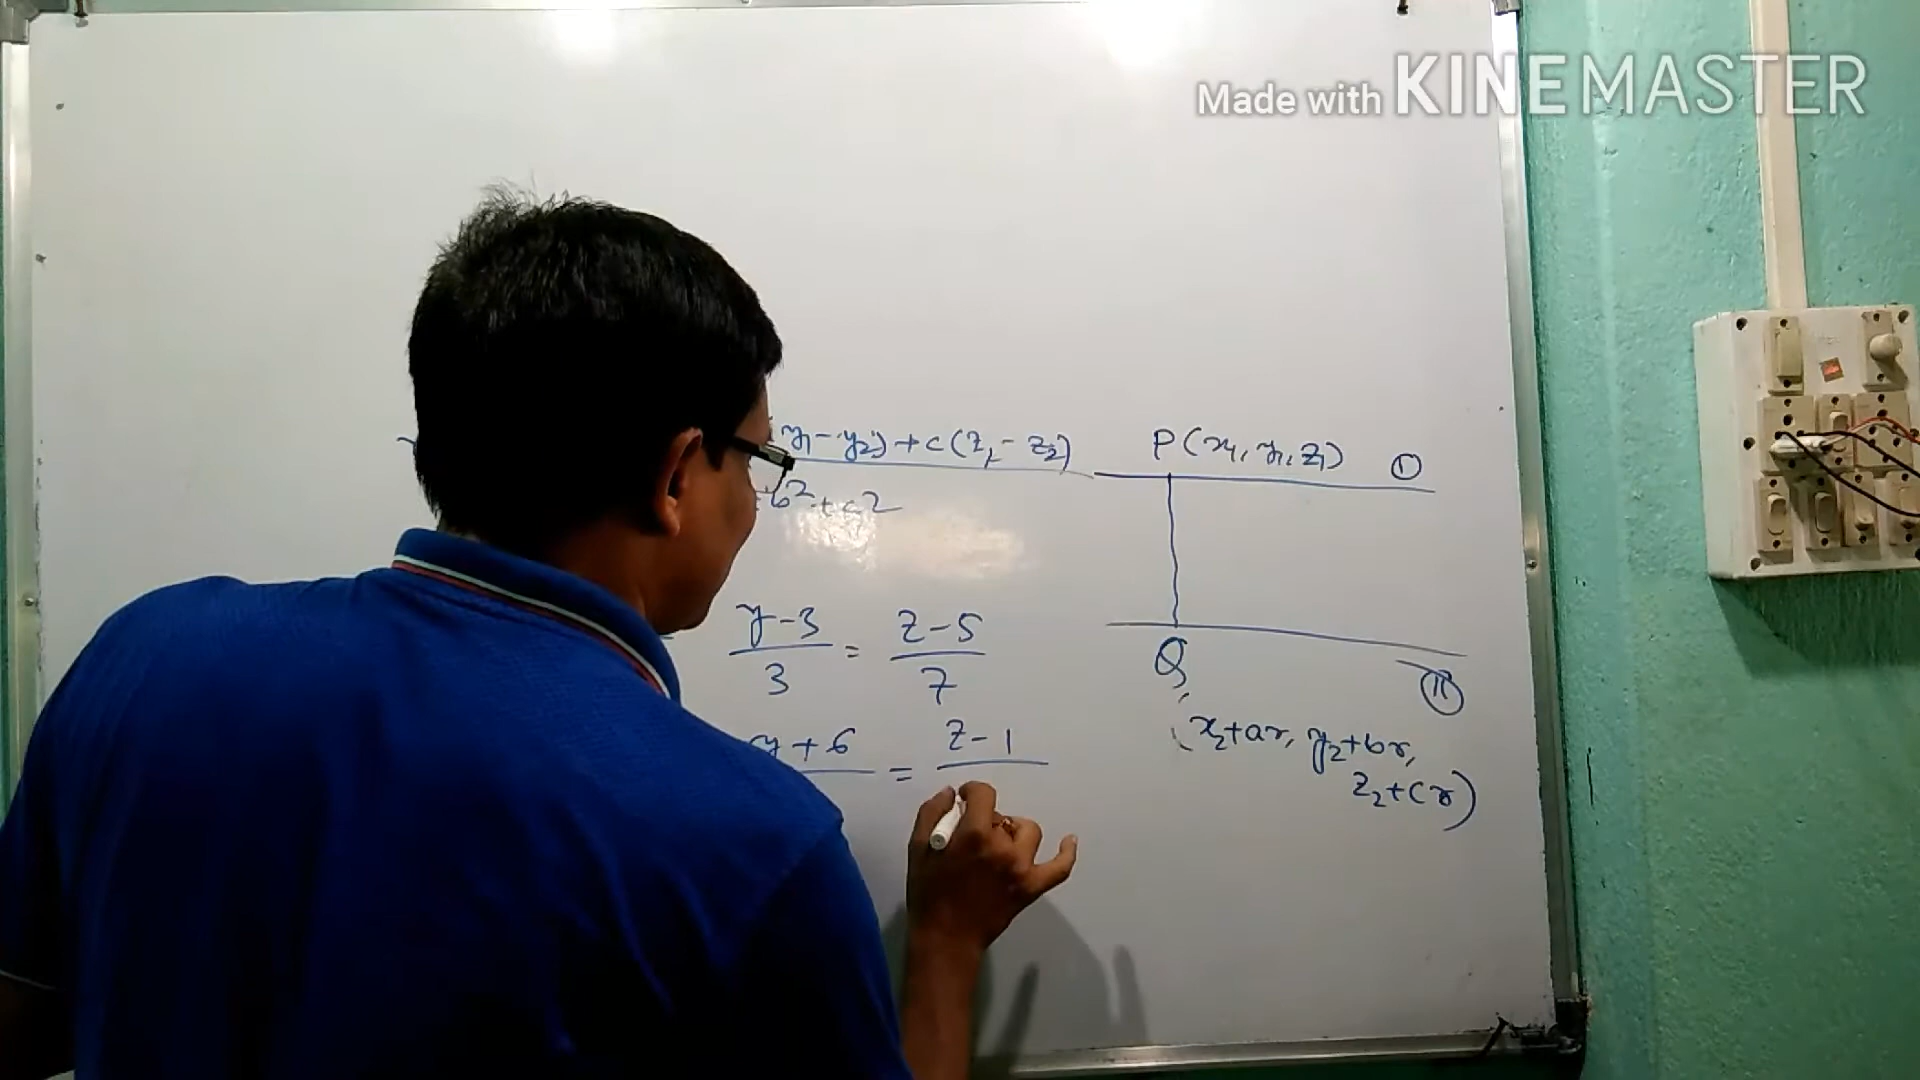 Made with KINEMASTER
y₁ - y₂) + c(z₁ - z₂)
P(x₁, y₁, z₁) I
+b² + c²
y-3/3 = z-5/7
Q
II
y+6 = z-1
(x₂+ar, y₂+br,
z₂+cr)